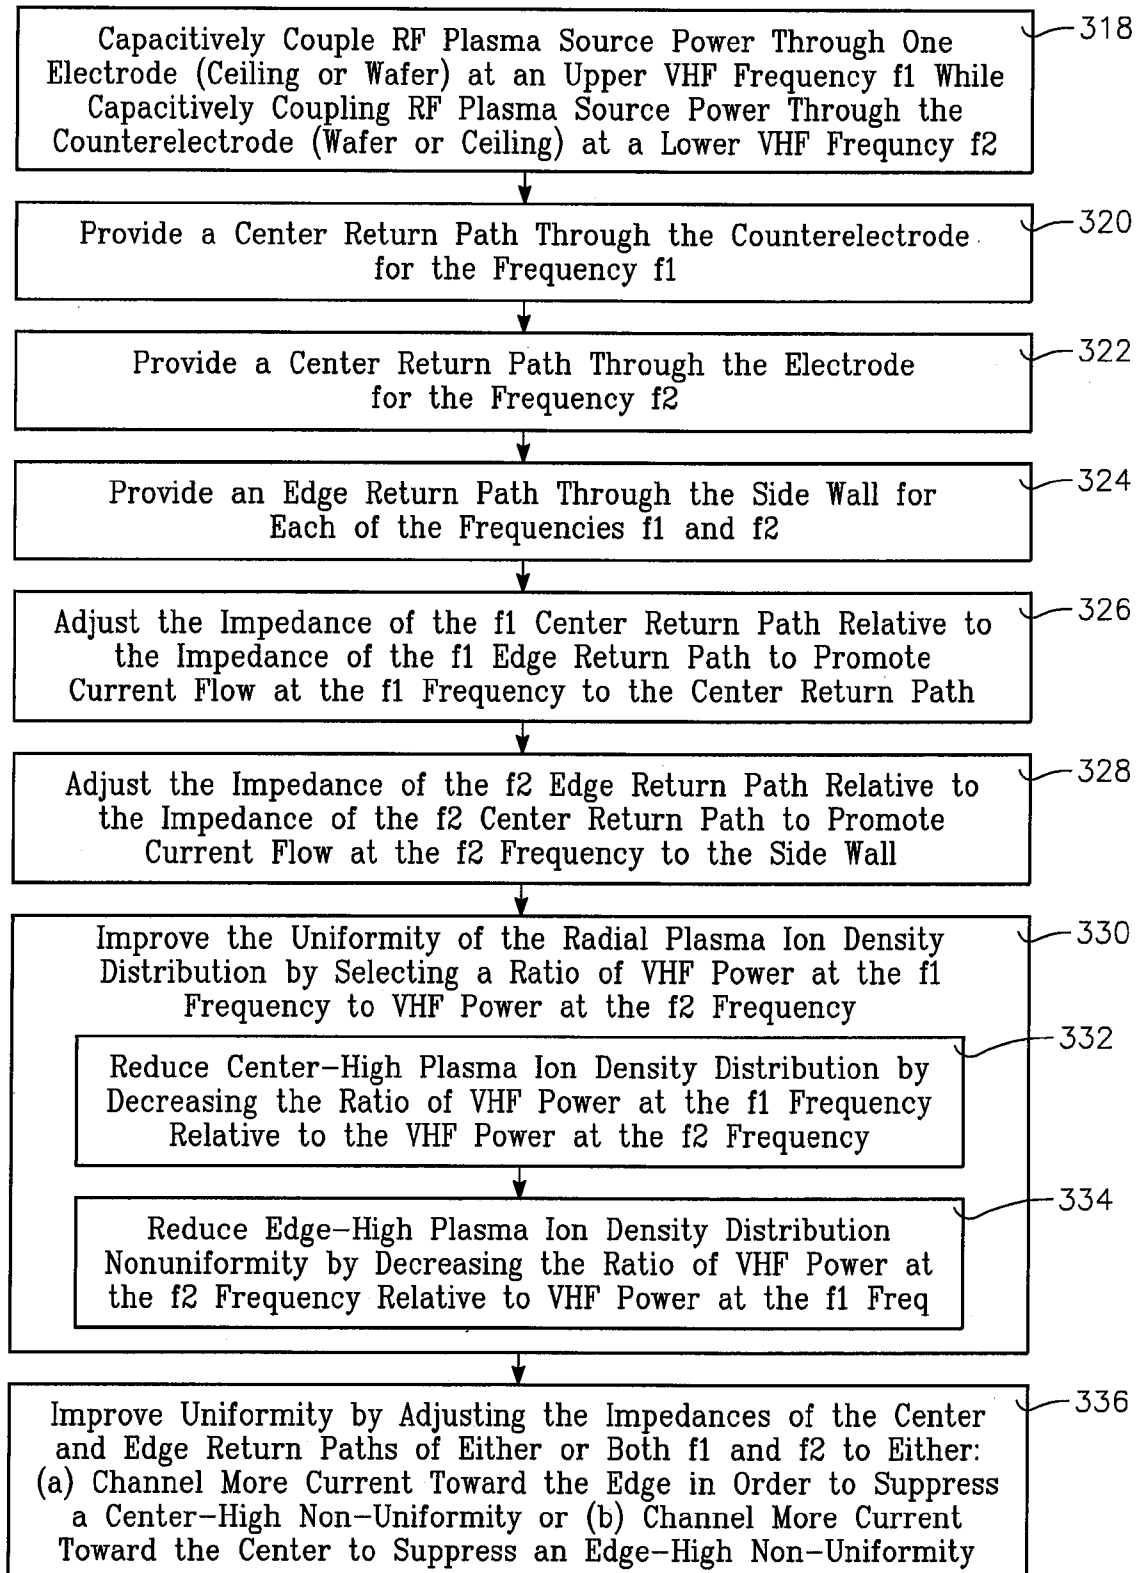 Capacitively Couple RF Plasma Source Power Through One
Electrode (Ceiling or Wafer) at an Upper VHF Frequency f1 While
Capacitively Coupling RF Plasma Source Power Through the
Counterelectrode (Wafer or Ceiling) at a Lower VHF Frequncy f2
318
Provide a Center Return Path Through the Counterelectrode
for the Frequency f1
320
Provide a Center Return Path Through the Electrode
for the Frequency f2
322
Provide an Edge Return Path Through the Side Wall for
Each of the Frequencies f1 and f2
324
Adjust the Impedance of the f1 Center Return Path Relative to
the Impedance of the f1 Edge Return Path to Promote
Current Flow at the f1 Frequency to the Center Return Path
326
Adjust the Impedance of the f2 Edge Return Path Relative to
the Impedance of the f2 Center Return Path to Promote
Current Flow at the f2 Frequency to the Side Wall
328
Improve the Uniformity of the Radial Plasma Ion Density
Distribution by Selecting a Ratio of VHF Power at the f1
Frequency to VHF Power at the f2 Frequency
330
Reduce Center-High Plasma Ion Density Distribution by
Decreasing the Ratio of VHF Power at the f1 Frequency
Relative to the VHF Power at the f2 Frequency
332
Reduce Edge-High Plasma Ion Density Distribution
Nonuniformity by Decreasing the Ratio of VHF Power at
the f2 Frequency Relative to VHF Power at the f1 Freq
334
Improve Uniformity by Adjusting the Impedances of the Center
and Edge Return Paths of Either or Both f1 and f2 to Either:
(a) Channel More Current Toward the Edge in Order to Suppress
a Center-High Non-Uniformity or (b) Channel More Current
Toward the Center to Suppress an Edge-High Non-Uniformity
336